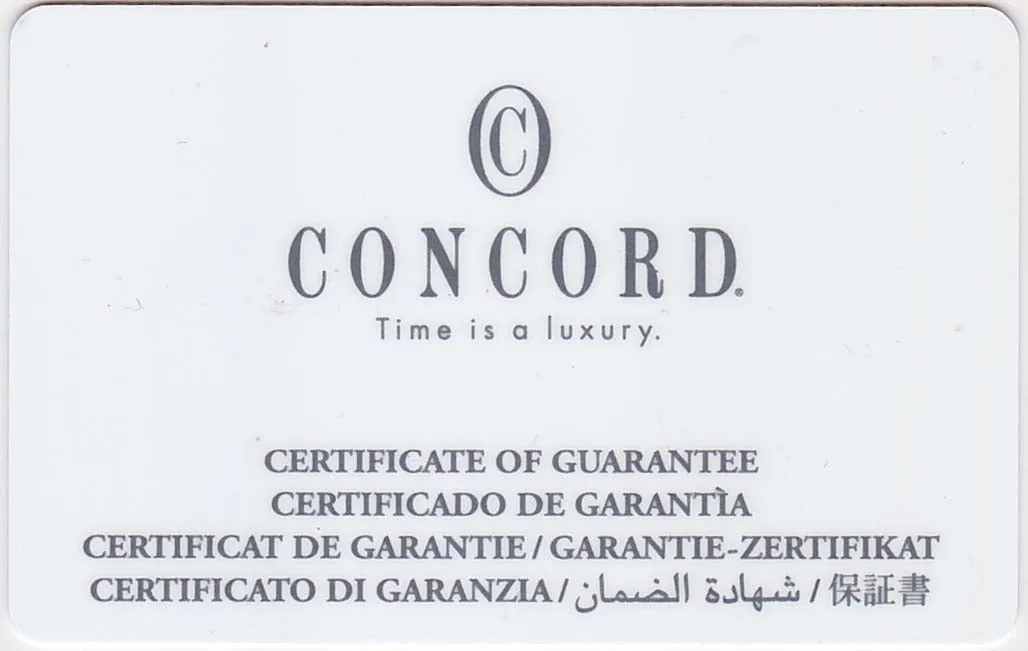 CONCORD®
Time is a luxury.
CERTIFICATE OF GUARANTEE
CERTIFICADO DE GARANTÌA
CERTIFICAT DE GARANTIE / GARANTIE-ZERTIFIKAT
CERTIFICATO DI GARANZIA / شهادة الضمان / 保証書